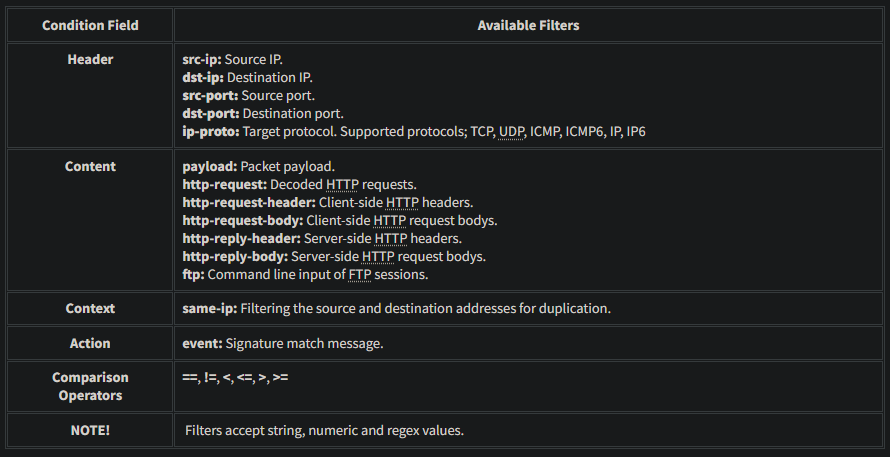 Condition Field Available Filters
Header
src-ip: Source IP.
dst-ip: Destination IP.
src-port: Source port.
dst-port: Destination port.
ip-proto: Target protocol. Supported protocols; TCP, UDP, ICMP, ICMP6, IP, IP6
Content
payload: Packet payload.
http-request: Decoded HTTP requests.
http-request-header: Client-side HTTP headers.
http-request-body: Client-side HTTP request bodys.
http-reply-header: Server-side HTTP headers.
http-reply-body: Server-side HTTP request bodys.
ftp: Command line input of FTP sessions.
Context
same-ip: Filtering the source and destination addresses for duplication.
Action
event: Signature match message.
Comparison
Operators
==, !=, <, <=, >, >=
NOTE!
Filters accept string, numeric and regex values.